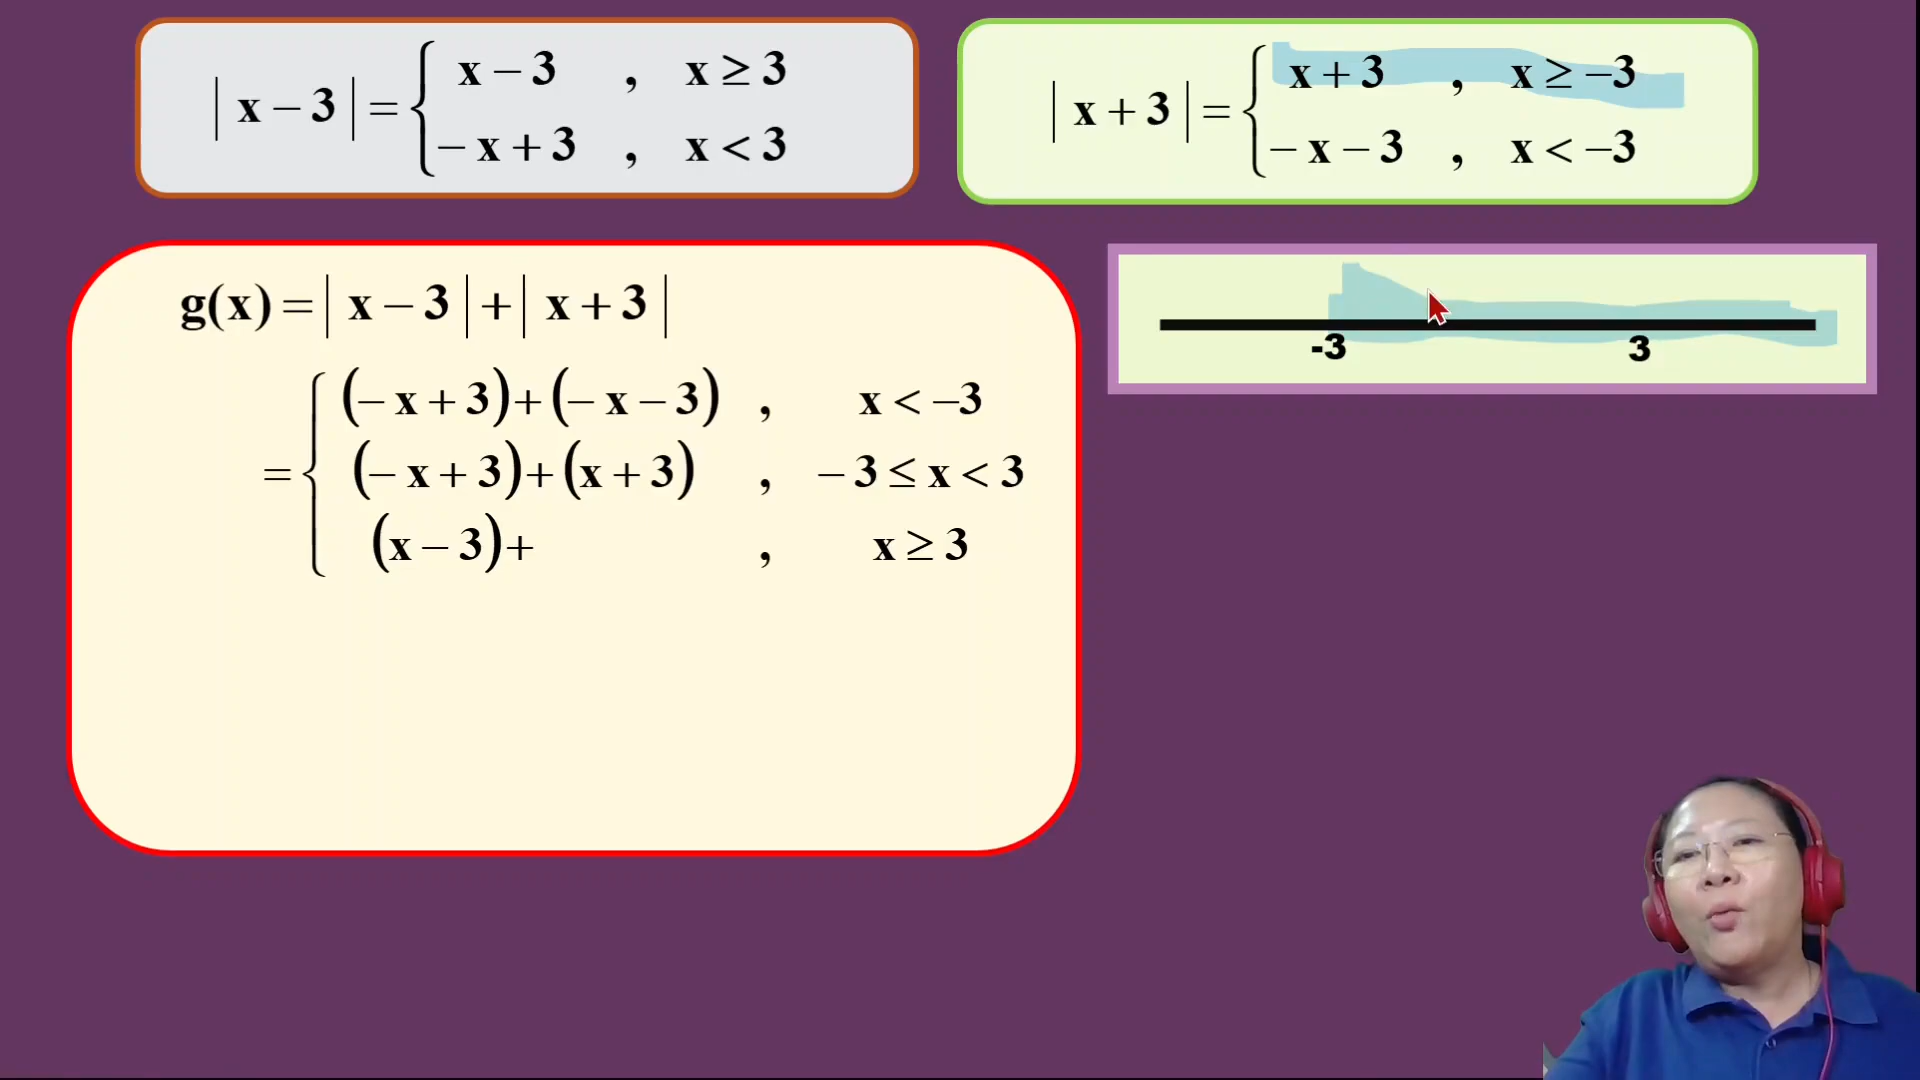 | x − 3 | = { x − 3 , x ≥ 3
− x + 3 , x < 3
| x + 3 | = { x + 3 , x ≥ −3
− x − 3 , x < −3
g(x) = | x − 3 | + | x + 3 |
= { (− x + 3) + (− x − 3) , x < −3
(− x + 3) + (x + 3) , − 3 ≤ x < 3
(x − 3) + , x ≥ 3
-3 3